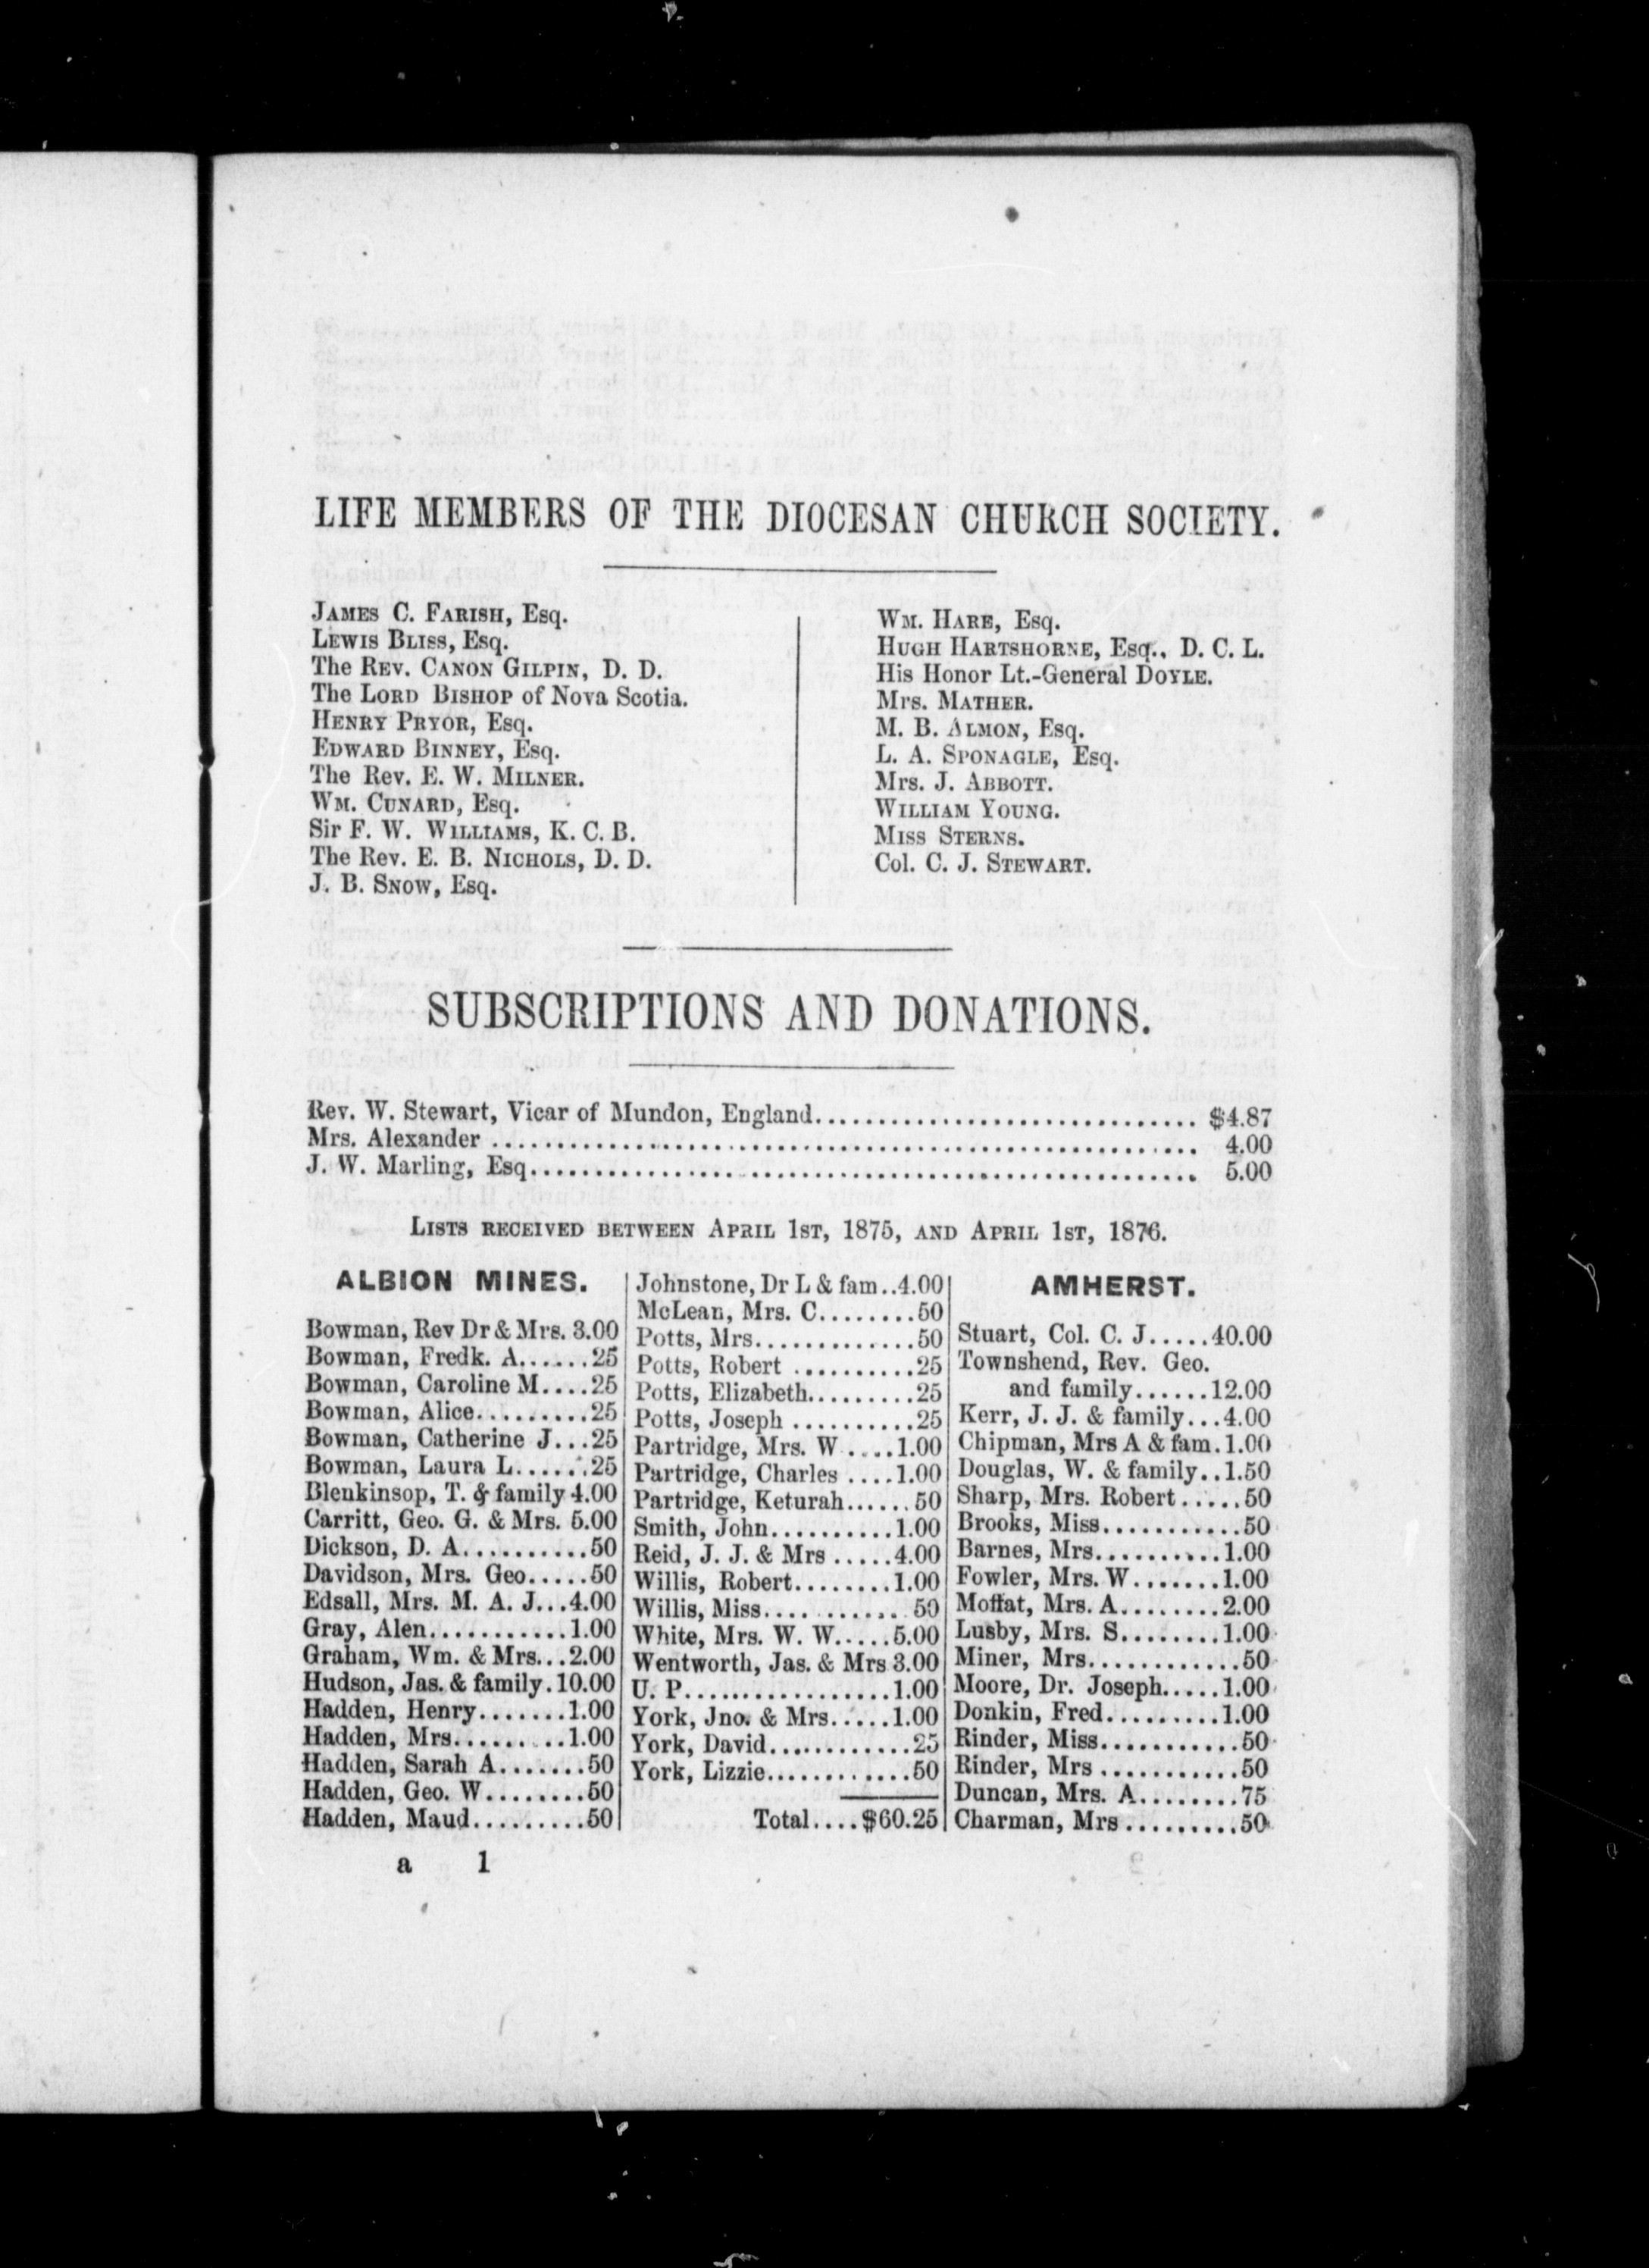 LIFE MEMBERS OF THE DIOCESAN CHURCH SOCIETY.
JAMES C. FARISH, Esq.
LEWIS BLISS, Esq.
The REV. CANON GILPIN, D. D.
The LORD BISHOP of Nova Scotia.
HENRY PRYOR, Esq.
EDWARD BINNEY, Esq.
The Rev. E. W. MILNER.
WM. CUNARD, Esq.
Sir F. W. WILLIAMS, K. C. B.
The Rev. E. B. NICHOLS, D. D.
J. B. SNOW, Esq.
WM. HARE, Esq.
HUGH HARTSHORNE, Esq., D. C. L.
His Honor Lt.-General DOYLE.
Mrs. MATHER.
M. B. ALMON, Esq.
L. A. SPONAGLE, Esq.
Mrs. J. ABBOTT.
WILLIAM YOUNG.
MISS STERNS.
Col. C. J. STEWART.
SUBSCRIPTIONS AND DONATIONS.
Rev. W. Stewart, Vicar of Mundon, England.............................. $4.87
Mrs. Alexander ...................................................... 4.00
J. W. Marling, Esq................................................... 5.00
LISTS RECEIVED BETWEEN APRIL 1ST, 1875, AND APRIL 1ST, 1876.
ALBION MINES.
Bowman, Rev Dr & Mrs. 3.00
Bowman, Fredk. A......25
Bowman, Caroline M....25
Bowman, Alice.........25
Bowman, Catherine J...25
Bowman, Laura L......25
Blenkinsop, T. & family 4.00
Carritt, Geo. G. & Mrs. 5.00
Dickson, D. A..........50
Davidson, Mrs. Geo.....50
Edsall, Mrs. M. A. J...4.00
Gray, Alen...........1.00
Graham, Wm. & Mrs...2.00
Hudson, Jas. & family.10.00
Hadden, Henry.......1.00
Hadden, Mrs.........1.00
Hadden, Sarah A.......50
Hadden, Geo. W........50
Hadden, Maud.........50
Johnstone, Dr L & fam..4.00
McLean, Mrs. C........50
Potts, Mrs.............50
Potts, Robert ..........25
Potts, Elizabeth.........25
Potts, Joseph ..........25
Partridge, Mrs. W ....1.00
Partridge, Charles ....1.00
Partridge, Keturah......50
Smith, John..........1.00
Reid, J. J. & Mrs .....4.00
Willis, Robert........1.00
Willis, Miss............50
White, Mrs. W. W.....5.00
Wentworth, Jas. & Mrs 3.00
U. P.................1.00
York, Jno. & Mrs.....1.00
York, David............25
York, Lizzie............50
Total....$60.25
AMHERST.
Stuart, Col. C. J.....40.00
Townshend, Rev. Geo.
and family......12.00
Kerr, J. J. & family...4.00
Chipman, Mrs A & fam.1.00
Douglas, W. & family..1.50
Sharp, Mrs. Robert.....50
Brooks, Miss...........50
Barnes, Mrs..........1.00
Fowler, Mrs. W.......1.00
Moffat, Mrs. A........2.00
Lusby, Mrs. S........1.00
Miner, Mrs............50
Moore, Dr. Joseph.....1.00
Donkin, Fred.........1.00
Rinder, Miss...........50
Rinder, Mrs ...........50
Duncan, Mrs. A........75
Charman, Mrs .........50
a 1